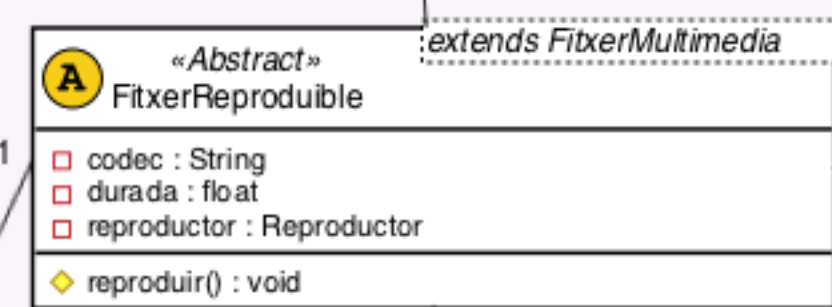 extends FitxerMultimedia
A
«Abstract»
FitxerReproduible
1
codec : String
durada : float
reproductor : Reproductor
reproduir() : void